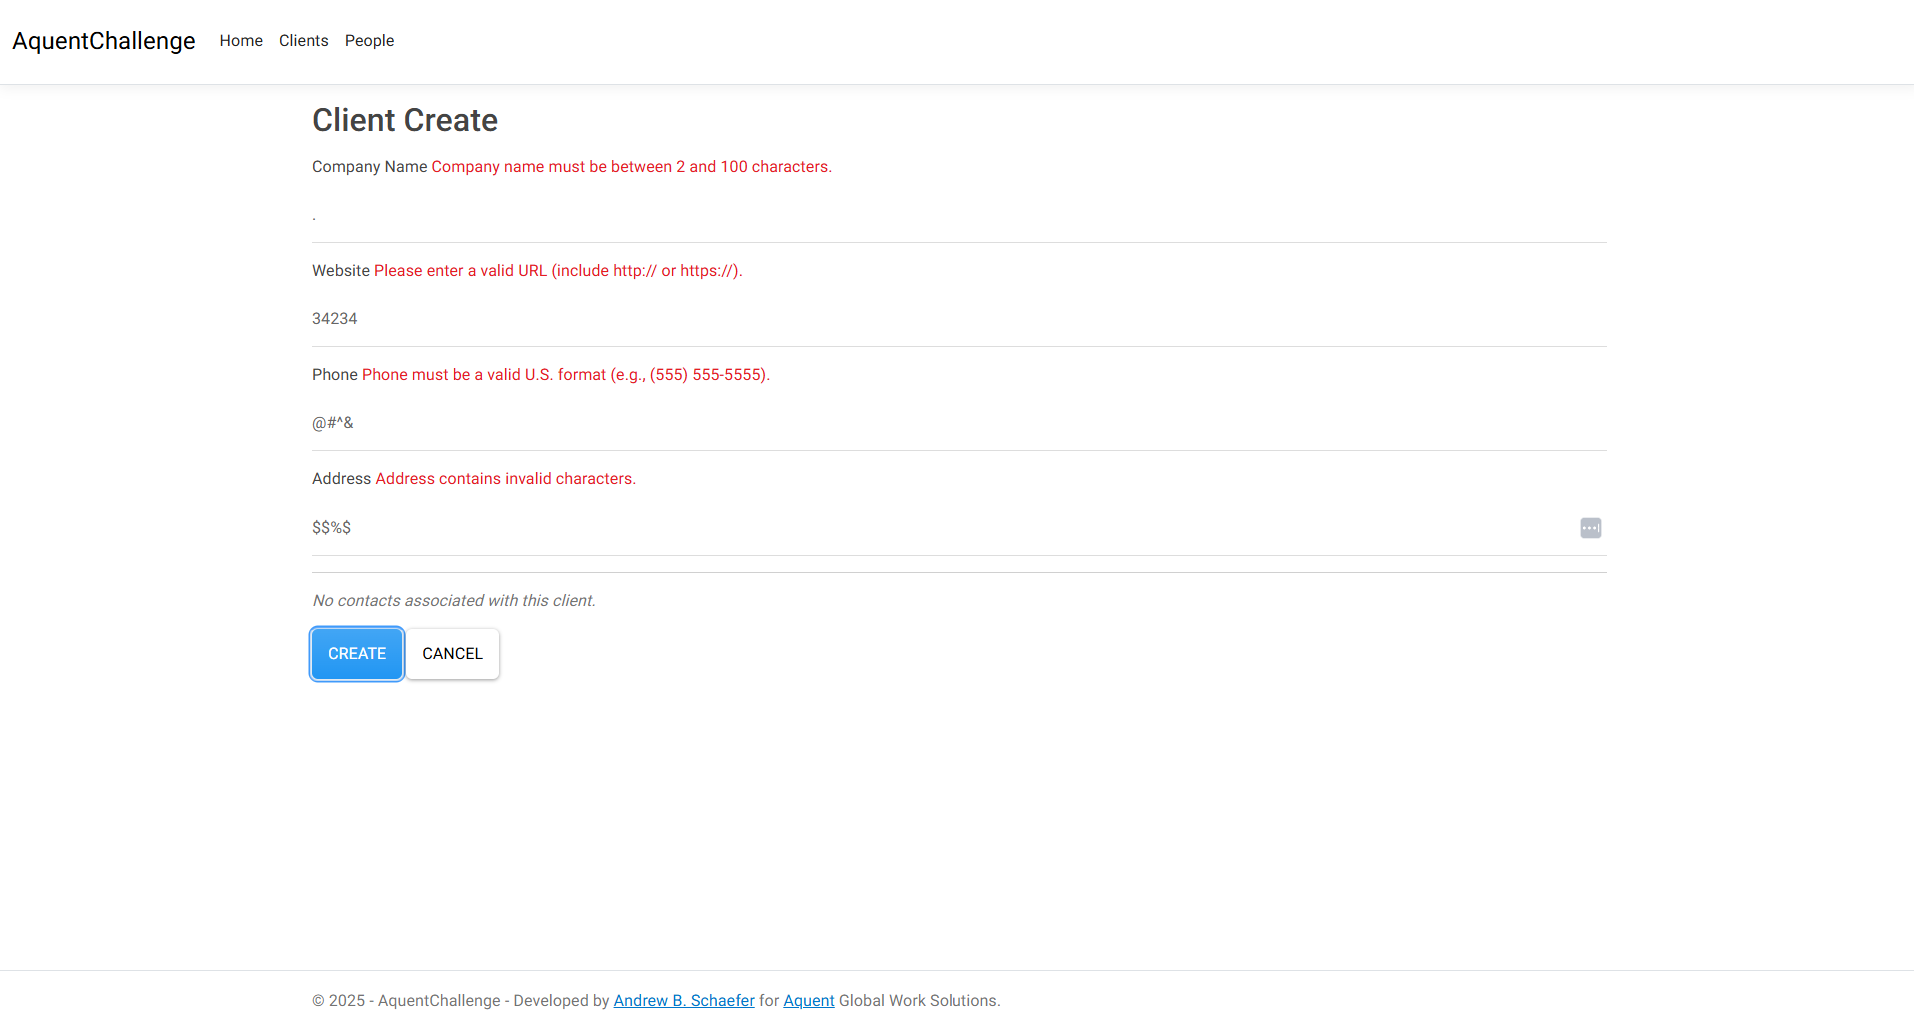 AquentChallenge Home Clients People
Client Create
Company Name Company name must be between 2 and 100 characters.
.
Website Please enter a valid URL (include http:// or https://).
34234
Phone Phone must be a valid U.S. format (e.g., (555) 555-5555).
@#^&
Address Address contains invalid characters.
$$%$
No contacts associated with this client.
CREATE CANCEL
© 2025 - AquentChallenge - Developed by Andrew B. Schaefer for Aquent Global Work Solutions.